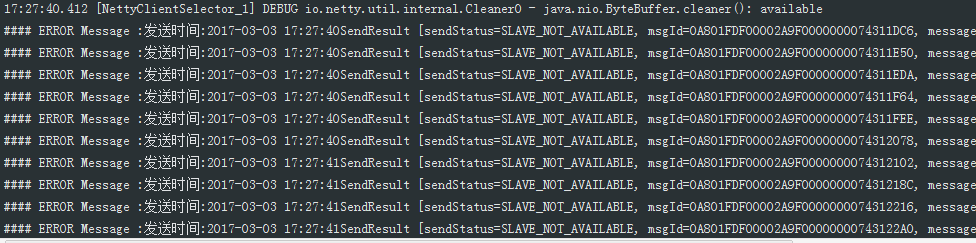 17:27:40.412 [NettyClientSelector_1] DEBUG io.netty.util.internal.Cleaner0 - java.nio.ByteBuffer.cleaner(): available
#### ERROR Message :发送时间:2017-03-03 17:27:40SendResult [sendStatus=SLAVE_NOT_AVAILABLE, msgId=0A801FDF00002A9F0000000074311DC6, message
#### ERROR Message :发送时间:2017-03-03 17:27:40SendResult [sendStatus=SLAVE_NOT_AVAILABLE, msgId=0A801FDF00002A9F0000000074311E50, message
#### ERROR Message :发送时间:2017-03-03 17:27:40SendResult [sendStatus=SLAVE_NOT_AVAILABLE, msgId=0A801FDF00002A9F0000000074311EDA, message
#### ERROR Message :发送时间:2017-03-03 17:27:40SendResult [sendStatus=SLAVE_NOT_AVAILABLE, msgId=0A801FDF00002A9F0000000074311F64, message
#### ERROR Message :发送时间:2017-03-03 17:27:40SendResult [sendStatus=SLAVE_NOT_AVAILABLE, msgId=0A801FDF00002A9F0000000074311FEE, message
#### ERROR Message :发送时间:2017-03-03 17:27:40SendResult [sendStatus=SLAVE_NOT_AVAILABLE, msgId=0A801FDF00002A9F0000000074312078, message
#### ERROR Message :发送时间:2017-03-03 17:27:41SendResult [sendStatus=SLAVE_NOT_AVAILABLE, msgId=0A801FDF00002A9F0000000074312102, message
#### ERROR Message :发送时间:2017-03-03 17:27:41SendResult [sendStatus=SLAVE_NOT_AVAILABLE, msgId=0A801FDF00002A9F000000007431218C, message
#### ERROR Message :发送时间:2017-03-03 17:27:41SendResult [sendStatus=SLAVE_NOT_AVAILABLE, msgId=0A801FDF00002A9F0000000074312216, message
#### ERROR Message :发送时间:2017-03-03 17:27:41SendResult [sendStatus=SLAVE_NOT_AVAILABLE, msgId=0A801FDF00002A9F00000000743122A0, message